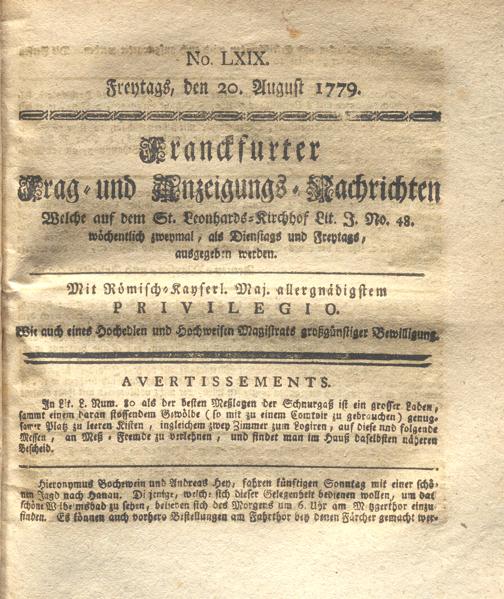 No. LXIX.
Freytags, den 20. August 1779.
Franckfurter
Frag- und Anzeigungs-Nachrichten
Welche auf dem St. Leonhards-Kirchhof Lit. J. No. 48.
wöchentlich zweymal, als Dienstags und Freytags,
ausgegeben werden.
Mit Römisch-Kayserl. Maj. allergnädigstem
PRIVILEGIO.
Wie auch eines Hochedlen und Hochweisen Magistrats großgünstiger Bewilligung.
AVERTISSEMENTS.
In Lit. L. Num. 80 als der besten Meßlagen der Schnurgaß ist ein grosser Laden,
sammt einem daran stossendem Gewölbe (so mit zu einem Comtoir zu gebrauchen) genug-
samer Platz zu leeren Kisten, ingleichem zwey Zimmer zum Logiren, auf diese und folgende
Messen, an Meß-Fremde zu verlehnen, und findet man im Hauß daselbsten näheren
Bescheid.
Hieronymus Bochewein und Andreas Hey, fahren künftigen Sonntag mit einer schö-
nen Jagd nach Hanau. Diejenige, welche sich dieser Gelegenheit bedienen wollen, um das
schöne Wilhelmsbad zu sehen, belieben sich des Morgens um 6. Uhr am Metzgerthor einzu-
finden. Es können auch vorhero Bestellungen am Fahrthor bey denen Färcher gemacht wer-